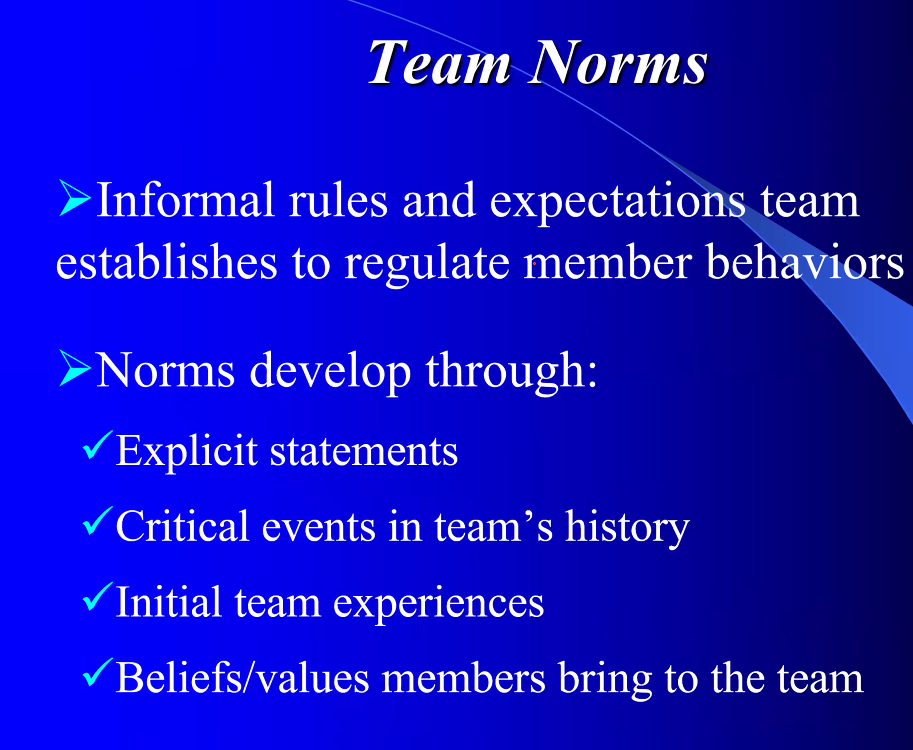 Team Norms
Informal rules and expectations team
establishes to regulate member behaviors
Norms develop through:
Explicit statements
Critical events in team’s history
Initial team experiences
Beliefs/values members bring to the team